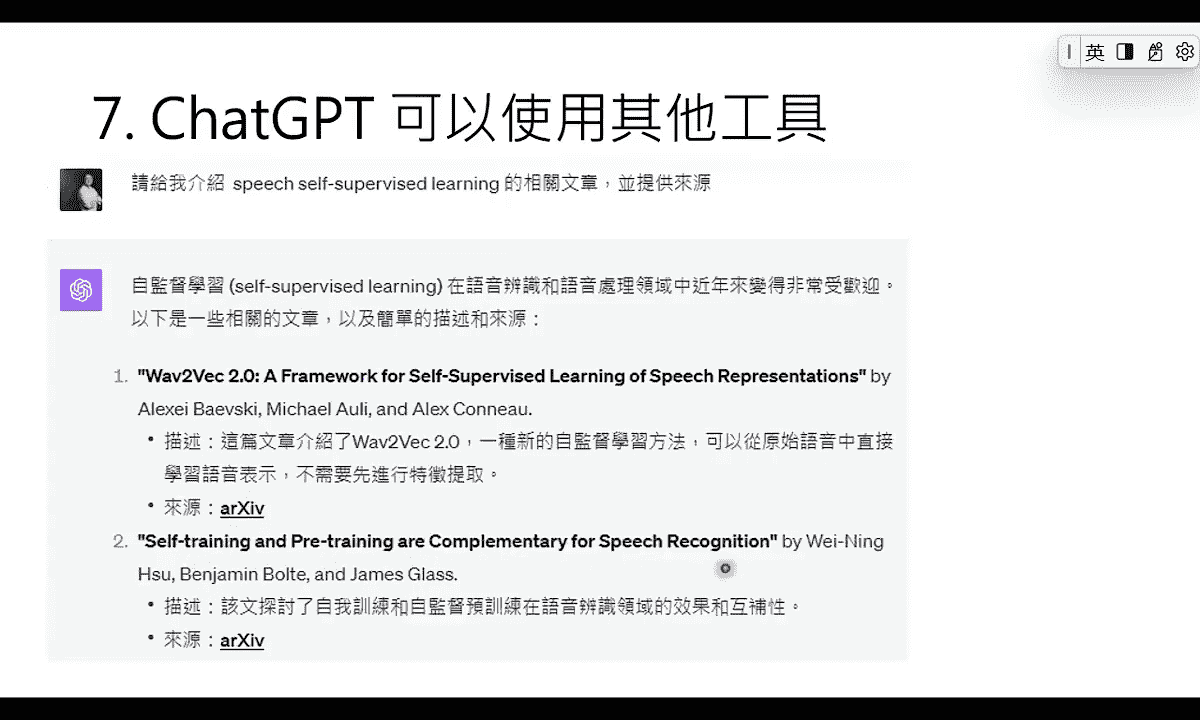 英
7. ChatGPT 可以使用其他工具
請給我介紹 speech self-supervised learning 的相關文章，並提供來源
自監督學習 (self-supervised learning) 在語音辨識和語音處理領域中近年來變得非常受歡迎。
以下是一些相關的文章，以及簡單的描述和來源：
1. "Wav2Vec 2.0: A Framework for Self-Supervised Learning of Speech Representations" by
Alexei Baevski, Michael Auli, and Alex Conneau.
• 描述：這篇文章介紹了Wav2Vec 2.0，一種新的自監督學習方法，可以從原始語音中直接
學習語音表示，不需要先進行特徵提取。
• 來源：arXiv
2. "Self-training and Pre-training are Complementary for Speech Recognition" by Wei-Ning
Hsu, Benjamin Bolte, and James Glass.
• 描述：該文探討了自我訓練和自監督預訓練在語音辨識領域的效果和互補性。
• 來源：arXiv